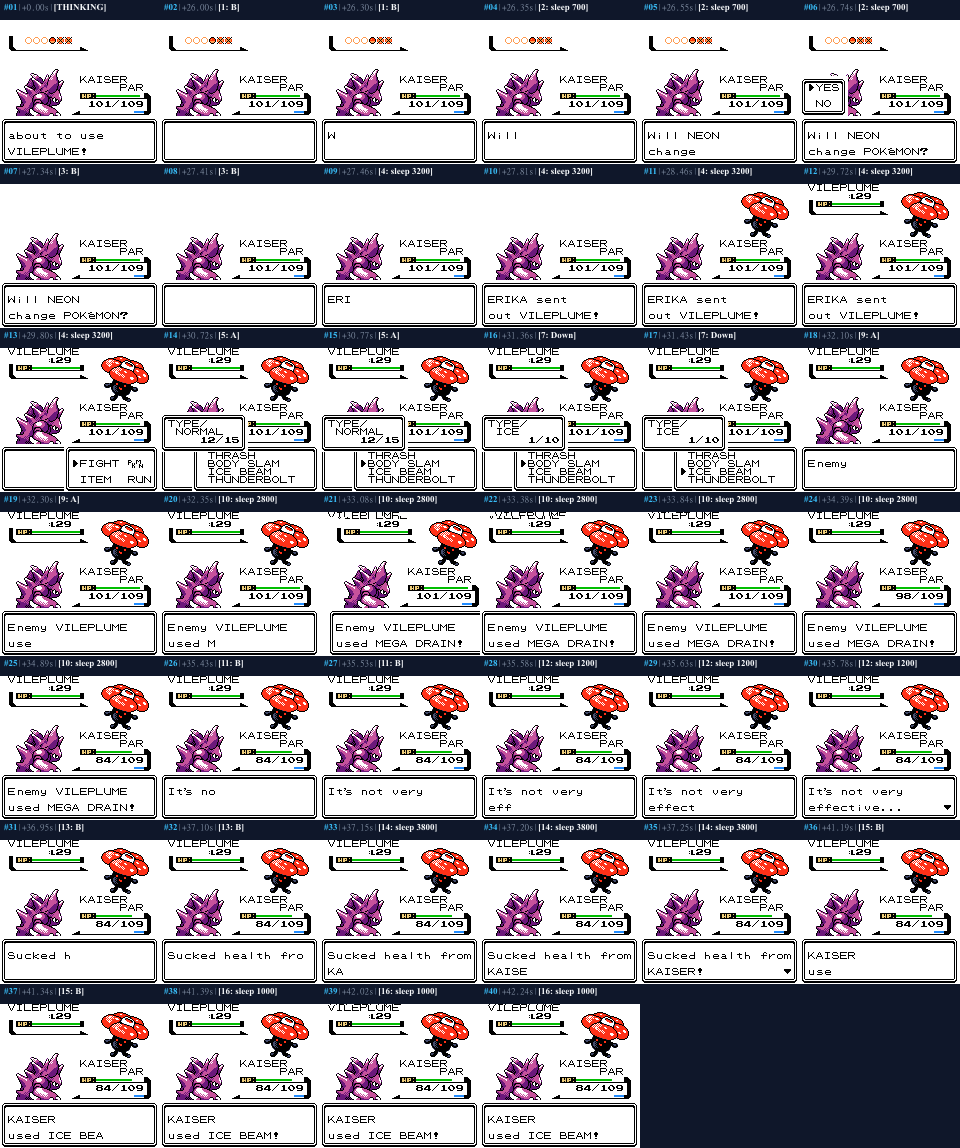 #01|+0.00s| [THINKING]
KAISER
PAR
101/109
about to use
VILEPLUME!
#02|+26.00s| [1: B]
KAISER
PAR
101/109
#03|+26.30s| [1: B]
KAISER
PAR
101/109
W
#04|+26.35s| [2: sleep 700]
KAISER
PAR
101/109
Will
#05|+26.55s| [2: sleep 700]
KAISER
PAR
101/109
Will NEON
change
#06|+26.74s| [2: sleep 700]
KAISER
PAR
101/109
YES
NO
Will NEON
change POKéMON?
#07|+27.34s| [3: B]
KAISER
PAR
101/109
Will NEON
change POKéMON?
#08|+27.41s| [3: B]
KAISER
PAR
101/109
#09|+27.46s| [4: sleep 3200]
KAISER
PAR
101/109
ERI
#10|+27.81s| [4: sleep 3200]
KAISER
PAR
101/109
ERIKA sent
out VILEPLUME!
#11|+28.46s| [4: sleep 3200]
KAISER
PAR
101/109
ERIKA sent
out VILEPLUME!
#12|+29.72s| [4: sleep 3200]
VILEPLUME
:L29
KAISER
PAR
101/109
ERIKA sent
out VILEPLUME!
#13|+29.80s| [4: sleep 3200]
VILEPLUME
:L29
KAISER
PAR
101/109
FIGHT PKMN
ITEM RUN
#14|+30.72s| [5: A]
VILEPLUME
:L29
KAISER
PAR
101/109
TYPE/
NORMAL
12/15
THRASH
BODY SLAM
ICE BEAM
THUNDERBOLT
#15|+30.77s| [5: A]
VILEPLUME
:L29
KAISER
PAR
101/109
TYPE/
NORMAL
12/15
THRASH
BODY SLAM
ICE BEAM
THUNDERBOLT
#16|+31.36s| [7: Down]
VILEPLUME
:L29
KAISER
PAR
101/109
TYPE/
ICE
1/10
THRASH
BODY SLAM
ICE BEAM
THUNDERBOLT
#17|+31.43s| [7: Down]
VILEPLUME
:L29
KAISER
PAR
101/109
TYPE/
ICE
1/10
THRASH
BODY SLAM
ICE BEAM
THUNDERBOLT
#18|+32.10s| [9: A]
VILEPLUME
:L29
KAISER
PAR
101/109
Enemy
#19|+32.30s| [9: A]
VILEPLUME
:L29
KAISER
PAR
101/109
Enemy VILEPLUME
use
#20|+32.35s| [10: sleep 2800]
VILEPLUME
:L29
KAISER
PAR
101/109
Enemy VILEPLUME
used M
#21|+33.08s| [10: sleep 2800]
VILEPLUME
:L29
KAISER
PAR
101/109
Enemy VILEPLUME
used MEGA DRAIN!
#22|+33.38s| [10: sleep 2800]
VILEPLUME
:L29
KAISER
PAR
101/109
Enemy VILEPLUME
used MEGA DRAIN!
#23|+33.84s| [10: sleep 2800]
VILEPLUME
:L29
KAISER
PAR
101/109
Enemy VILEPLUME
used MEGA DRAIN!
#24|+34.39s| [10: sleep 2800]
VILEPLUME
:L29
KAISER
PAR
98/109
Enemy VILEPLUME
used MEGA DRAIN!
#25|+34.89s| [10: sleep 2800]
VILEPLUME
:L29
KAISER
PAR
84/109
Enemy VILEPLUME
used MEGA DRAIN!
#26|+35.43s| [11: B]
VILEPLUME
:L29
KAISER
PAR
84/109
It's no
#27|+35.53s| [11: B]
VILEPLUME
:L29
KAISER
PAR
84/109
It's not very
#28|+35.58s| [12: sleep 1200]
VILEPLUME
:L29
KAISER
PAR
84/109
It's not very
eff
#29|+35.63s| [12: sleep 1200]
VILEPLUME
:L29
KAISER
PAR
84/109
It's not very
effect
#30|+35.78s| [12: sleep 1200]
VILEPLUME
:L29
KAISER
PAR
84/109
It's not very
effective...
#31|+36.95s| [13: B]
VILEPLUME
:L29
KAISER
PAR
84/109
Sucked h
#32|+37.10s| [13: B]
VILEPLUME
:L29
KAISER
PAR
84/109
Sucked health fro
#33|+37.15s| [14: sleep 3800]
VILEPLUME
:L29
KAISER
PAR
84/109
Sucked health from
KA
#34|+37.20s| [14: sleep 3800]
VILEPLUME
:L29
KAISER
PAR
84/109
Sucked health from
KAISE
#35|+37.25s| [14: sleep 3800]
VILEPLUME
:L29
KAISER
PAR
84/109
Sucked health from
KAISER!
#36|+41.19s| [15: B]
VILEPLUME
:L29
KAISER
PAR
84/109
KAISER
use
#37|+41.34s| [15: B]
VILEPLUME
:L29
KAISER
PAR
84/109
KAISER
used ICE BEA
#38|+41.39s| [16: sleep 1000]
VILEPLUME
:L29
KAISER
PAR
84/109
KAISER
used ICE BEAM!
#39|+42.02s| [16: sleep 1000]
VILEPLUME
:L29
KAISER
PAR
84/109
KAISER
used ICE BEAM!
#40|+42.24s| [16: sleep 1000]
VILEPLUME
:L29
KAISER
PAR
84/109
KAISER
used ICE BEAM!